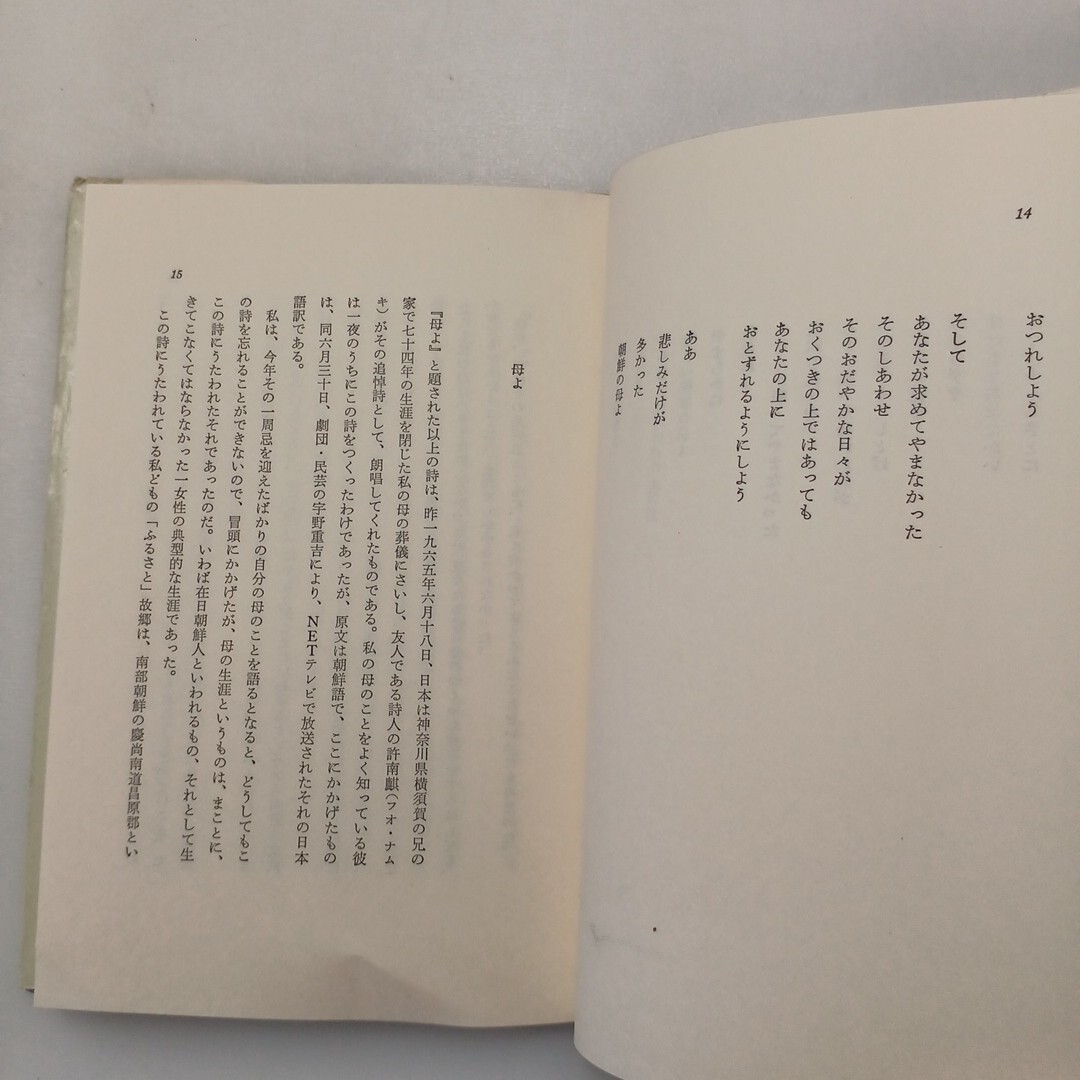 14
おつれしよう
そして
あなたが求めてやまなかった
そのしあわせ
そのおだやかな日々が
おくつきの上ではあっても
あなたの上に
おとずれるようにしよう
ああ
悲しみだけが
多かった
朝鮮の母よ
母よ
『母よ』と題された以上の詩は、昨一九六五年六月十八日、日本は神奈川県横須賀の兄の
家で七十四年の生涯を閉じた私の母の葬儀にさいし、友人である詩人の許南麒(フォ・ナム
キ)がその追悼詩として、朗唱してくれたものである。私の母のことをよく知っている彼
は一夜のうちにこの詩をつくったわけであったが、原文は朝鮮語で、ここにかかげたもの
は、同六月三十日、劇団・民芸の宇野重吉により、NETテレビで放送されたそれの日本
語訳である。
私は、今年その一周忌を迎えたばかりの自分の母のことを語るとなると、どうしてもこ
の詩を忘れることができないので、冒頭にかかげたが、母の生涯というものは、まことに、
この詩にうたわれたそれであったのだ。いわば在日朝鮮人といわれるもの、それとして生
きてこなくてはならなかった一女性の典型的な生涯であった。
この詩にうたわれている私どもの「ふるさと」故郷は、南部朝鮮の慶尚南道昌原郡とい
15